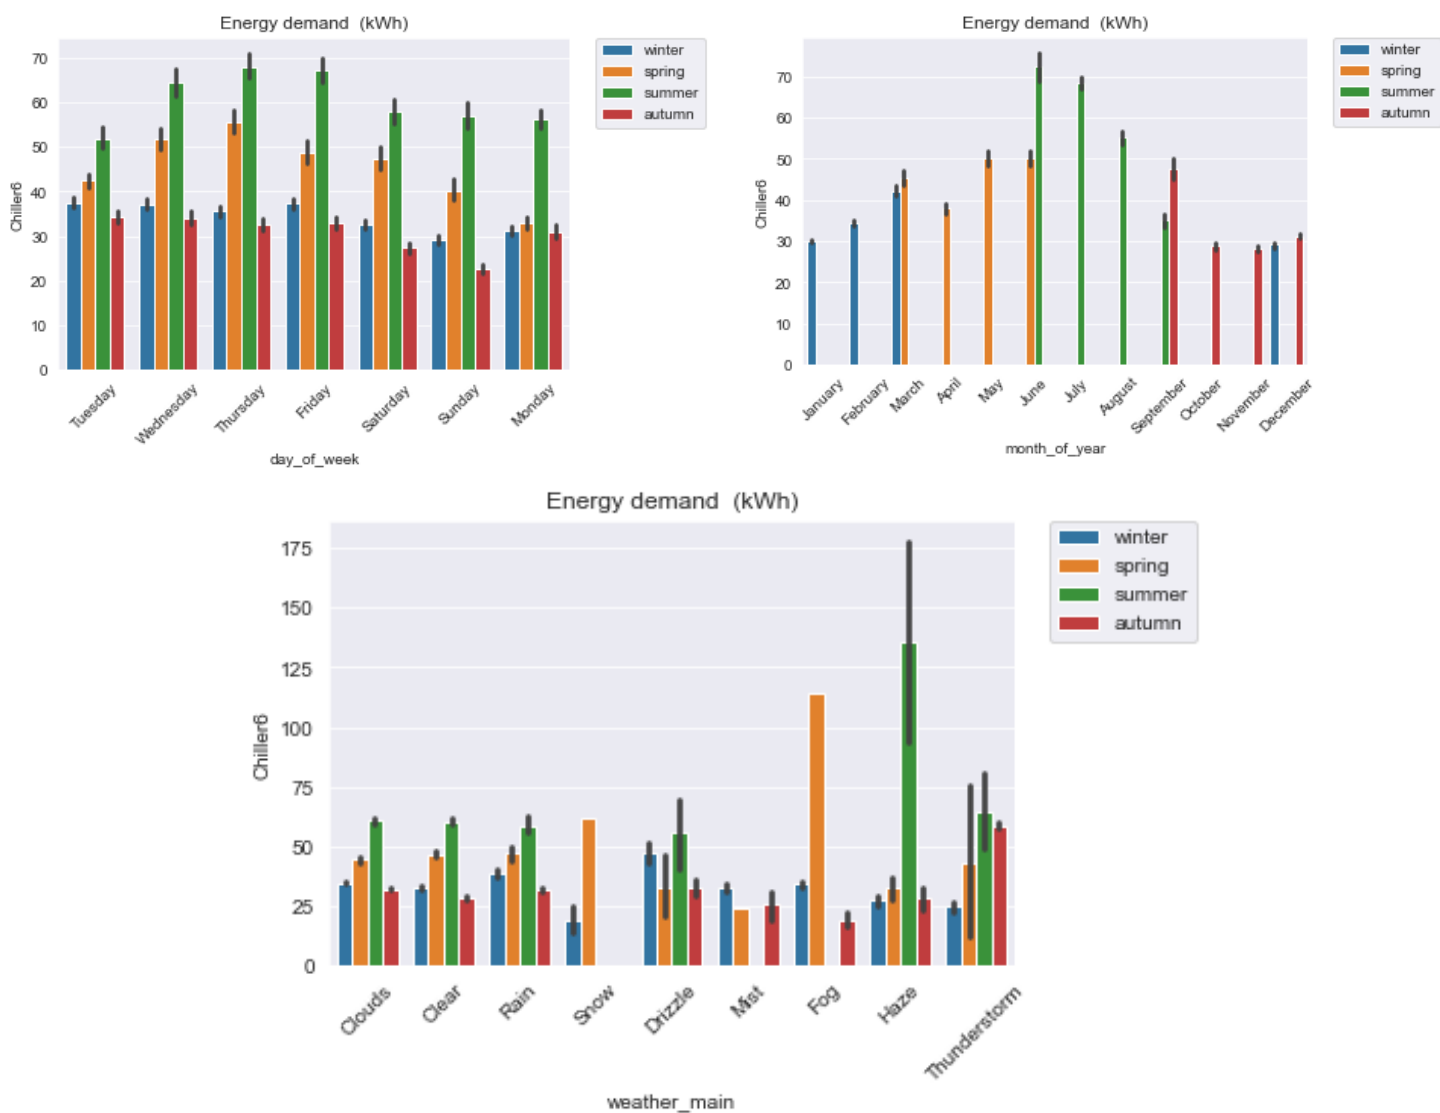 Energy demand (kWh)
Chiller6
70
60
50
40
30
20
10
0
Tuesday
Wednesday
Thursday
Friday
Saturday
Sunday
Monday
day_of_week
winter
spring
summer
autumn
Energy demand (kWh)
Chiller6
70
60
50
40
30
20
10
0
January
February
March
April
May
June
July
August
September
October
November
December
month_of_year
winter
spring
summer
autumn
Energy demand (kWh)
Chiller6
175
150
125
100
75
50
25
0
Clouds
Clear
Rain
Snow
Drizzle
Mist
Fog
Haze
Thunderstorm
weather_main
winter
spring
summer
autumn